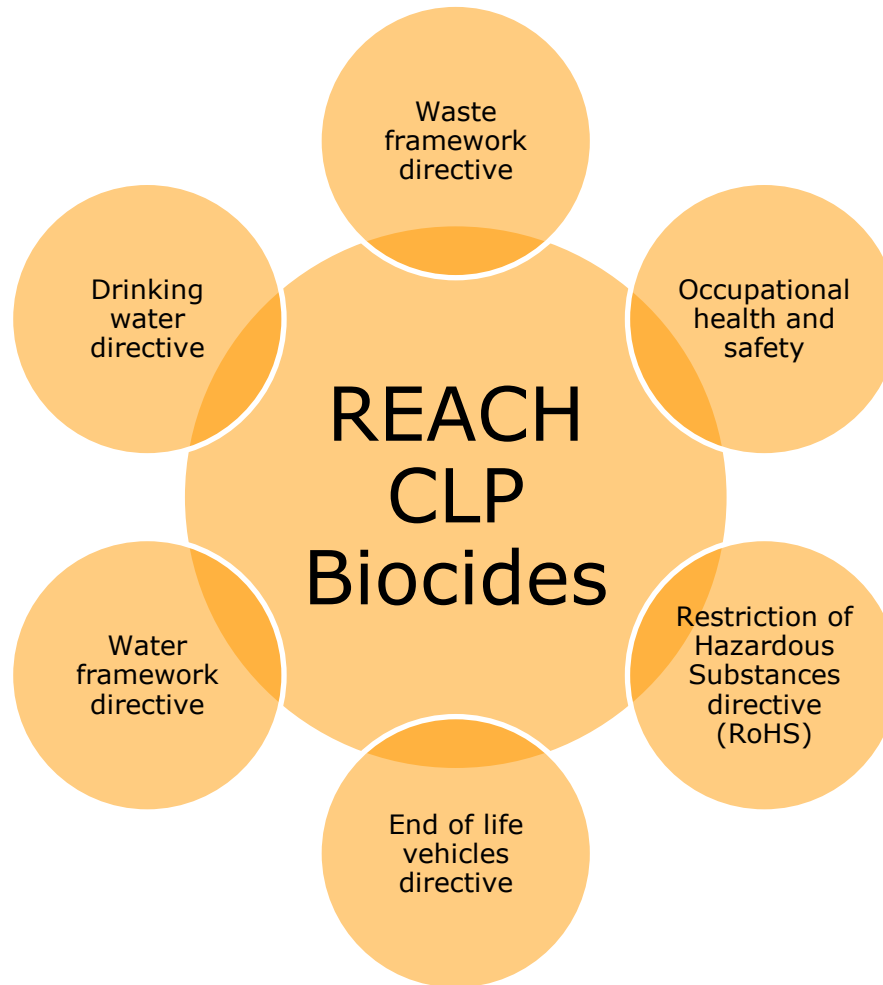 Waste
framework
directive
Drinking
water
directive
Occupational
health and
safety
REACH
CLP
Biocides
Water
framework
directive
Restriction of
Hazardous
Substances
directive
(RoHS)
End of life
vehicles
directive